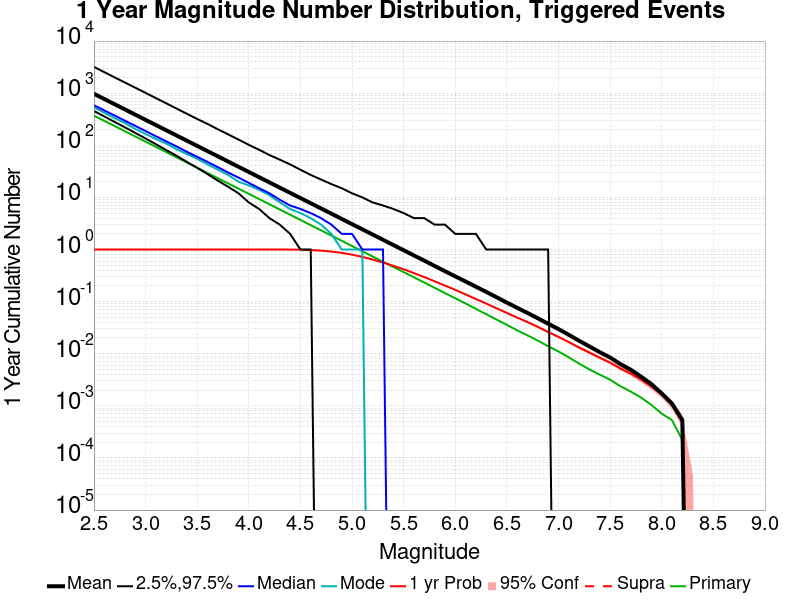 1 Year Magnitude Number Distribution, Triggered Events
1 Year Cumulative Number
10 4
10 3
10 2
10 1
10 0
10 -1
10 -2
10 -3
10 -4
10 -5
2.5 3.0 3.5 4.0 4.5 5.0 5.5 6.0 6.5 7.0 7.5 8.0 8.5 9.0
Magnitude
Mean 2.5%,97.5% Median Mode 1 yr Prob 95% Conf Supra Primary